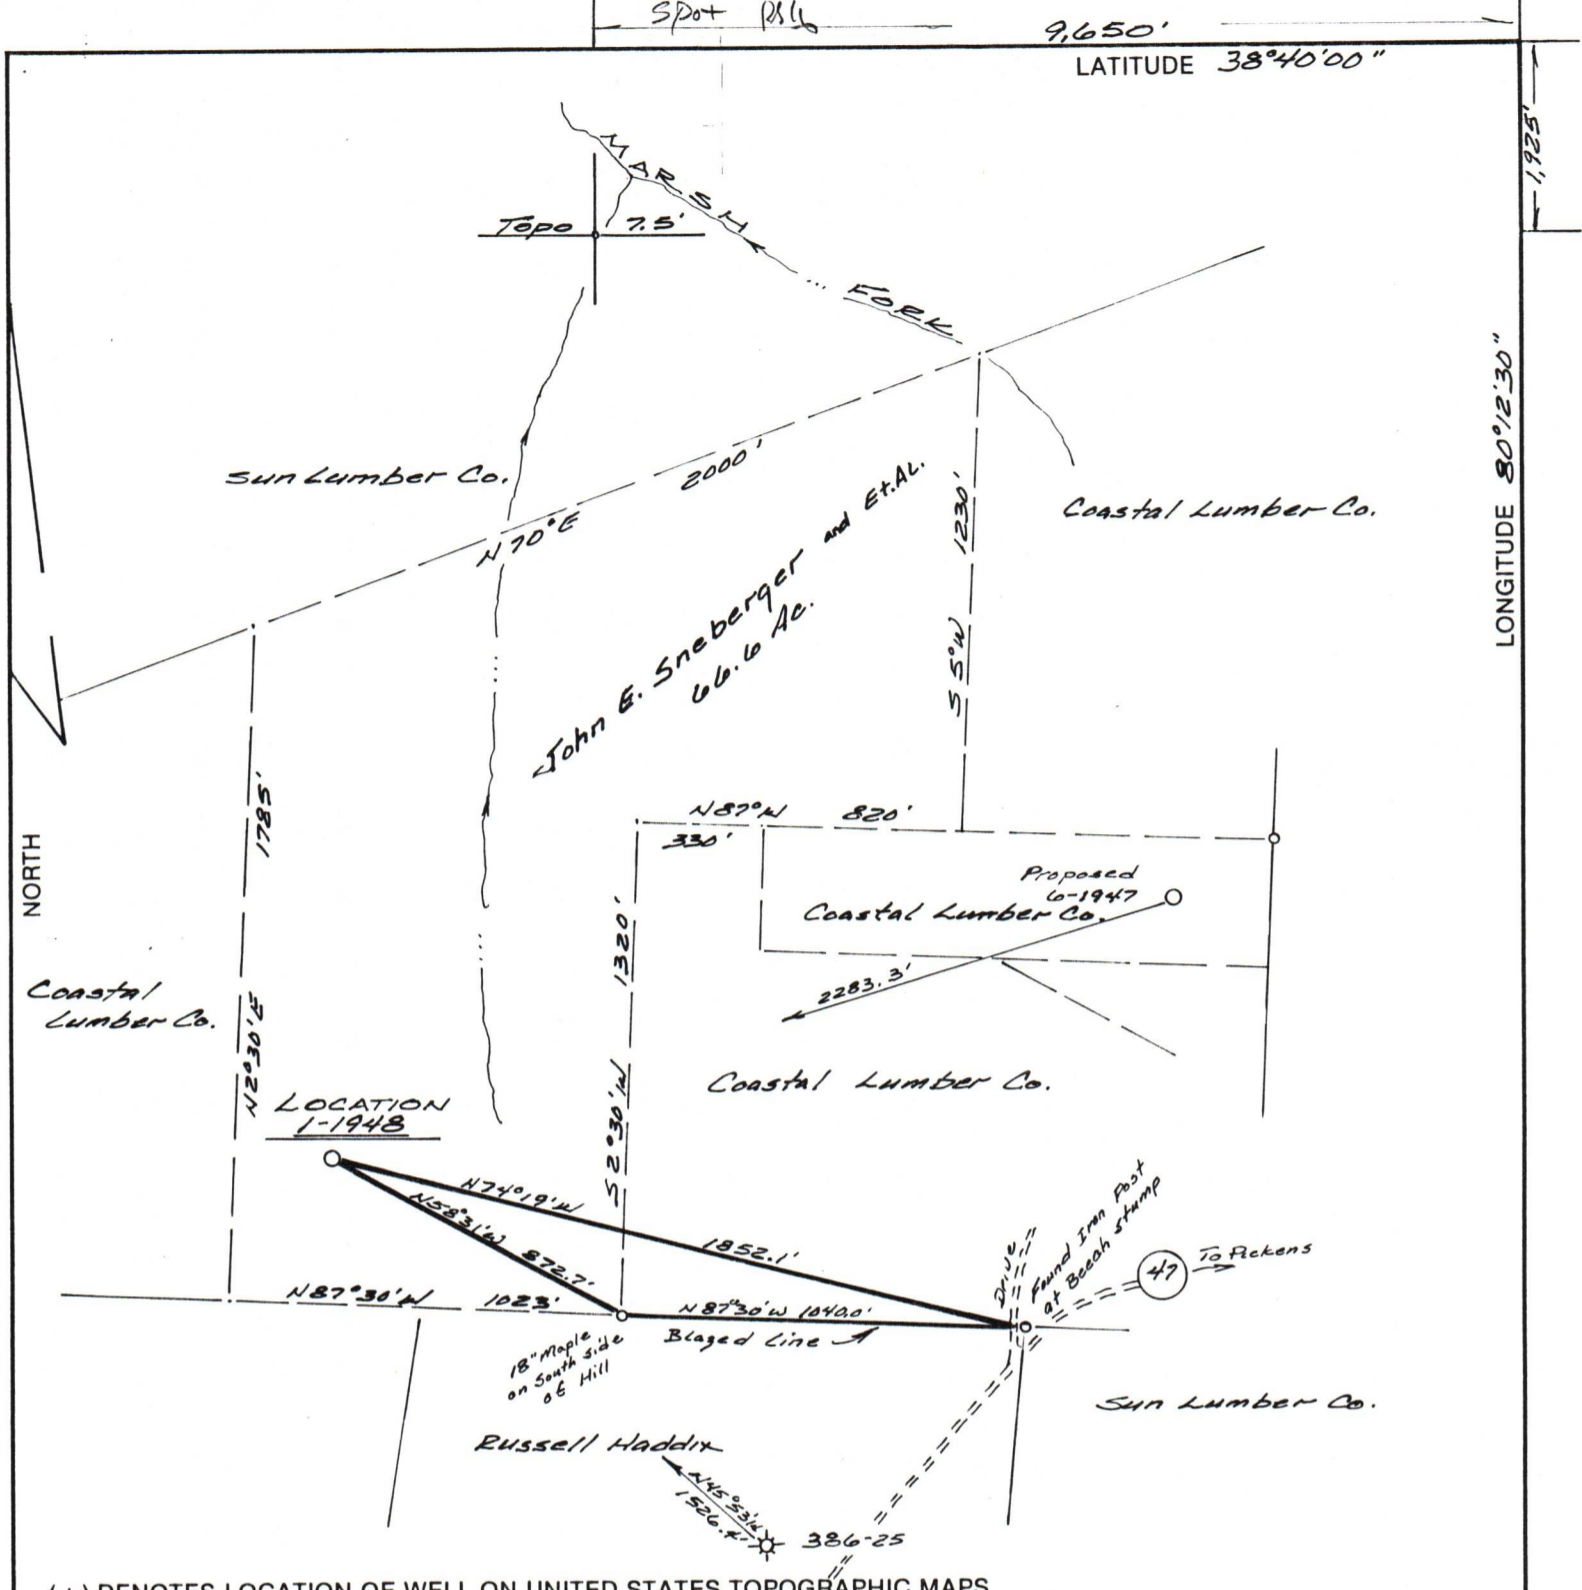 Spot
9,650'
LATITUDE 38°40'00"
1,925'
MARSH
Topo 7.5'
FORK
LONGITUDE 80°12'30"
Sun Lumber Co.
2000'
N 70° E
John E. Sneberger and Et.AL.
66.6 Ac.
1230'
S 5° W
Coastal Lumber Co.
NORTH
1785'
N 2°30' E
N 87° W 820'
330'
Proposed
6-1947
Coastal Lumber Co.
2283.3'
1320'
S 2°30' W
Coastal
Lumber Co.
Coastal Lumber Co.
LOCATION
1-1948
N 74°19' W
1852.1'
N 58°31' W 872.7'
N 87°30' W 1023'
N 87°30' W 1040.0'
Blazed Line
18" Maple
on South side
of Hill
Drive
Found Iron Post
at Beech Stump
47
To Pickens
Sun Lumber Co.
Russell Haddix
N 45°53' W
386-25
(+) DENOTES LOCATION OF WELL ON UNITED STATES TOPOGRAPHIC MAPS